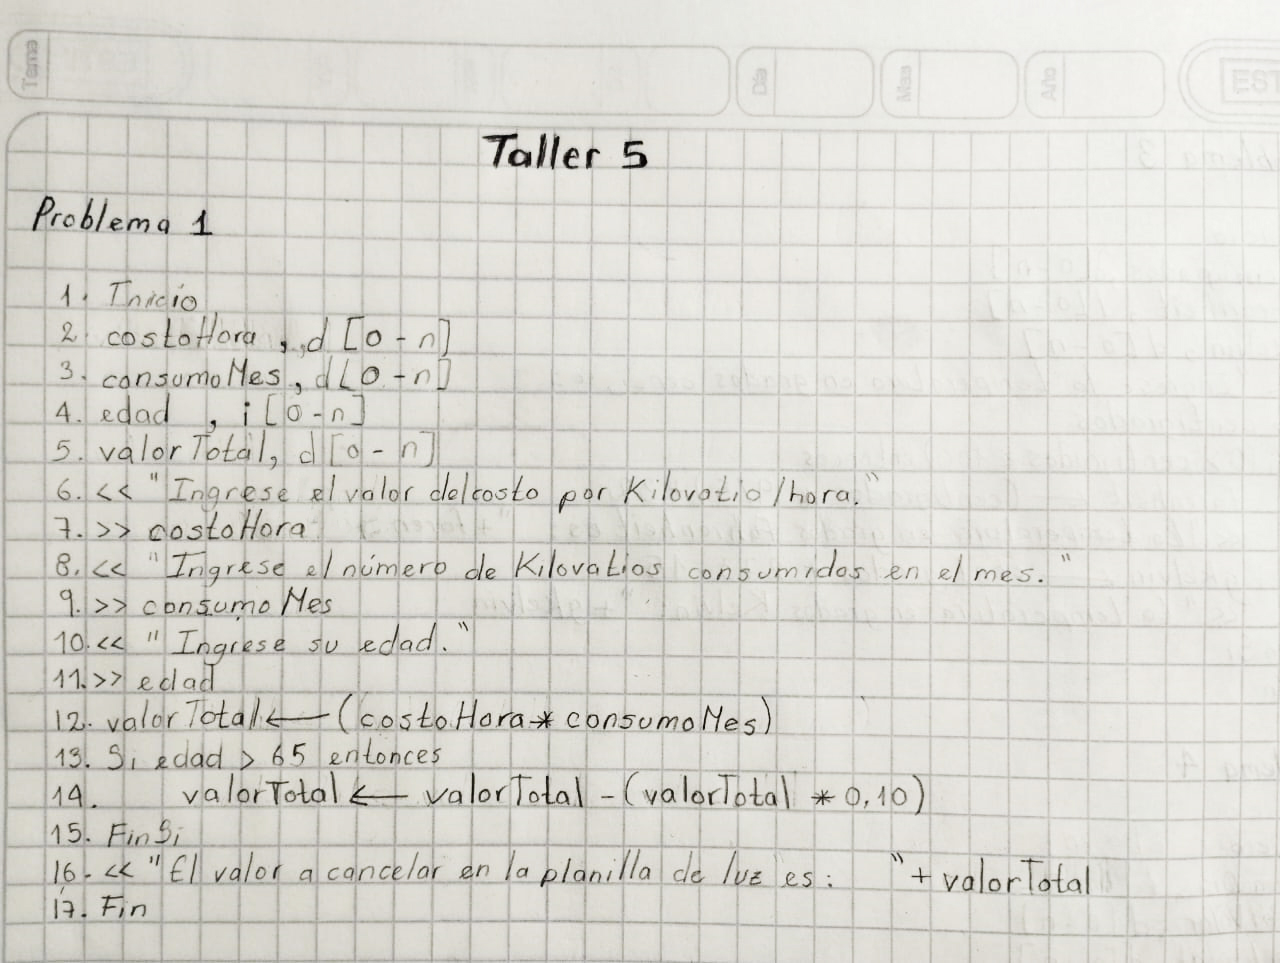 Tema
Día
Mes
Año
Taller 5
Problema 1
1. Inicio
2. costoHora , d [0 - n]
3. consumoMes, d[0 - n]
4. edad , i [0 - n]
5. valorTotal, d [0 - n]
6. << "Ingrese el valor del costo por Kilovatio/hora."
7. >> costoHora
8. << "Ingrese el número de Kilovatios consumidos en el mes."
9. >> consumoMes
10. << "Ingrese su edad."
11. >> edad
12. valorTotal ← (costoHora * consumoMes)
13. Si edad > 65 entonces
14. valorTotal ← valorTotal - (valorTotal * 0,10)
15. FinSi
16. << "El valor a cancelar en la planilla de luz es: " + valorTotal
17. Fin